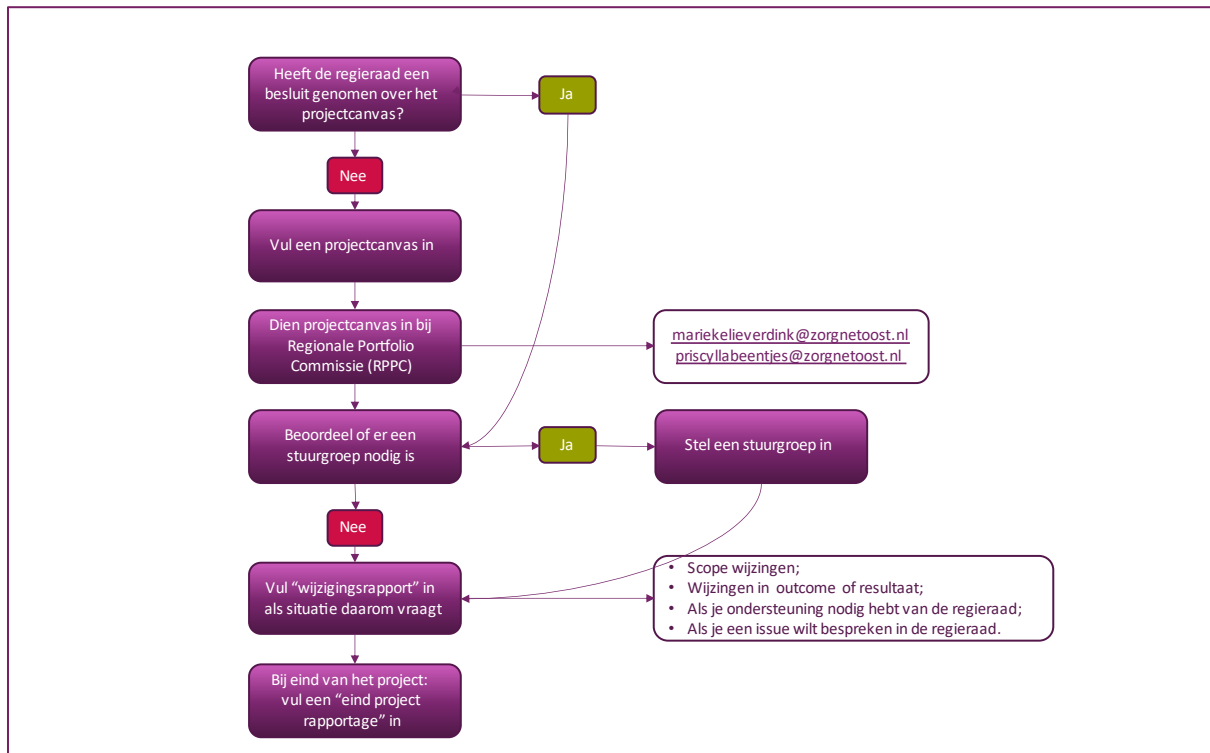 Heeft de regieraad een
besluit genomen over het
projectcanvas?
Ja
Nee
Vul een projectcanvas in
Dien projectcanvas in bij
Regionale Portfolio
Commissie (RPPC)
mariekelieverdink@zorgnetoost.nl
priscyllabeentjes@zorgnetoost.nl
Beoordeel of er een
stuurgroep nodig is
Ja
Stel een stuurgroep in
Nee
Vul “wijzigingsrapport” in
als situatie daarom vraagt
• Scope wijzingen;
• Wijzingen in outcome of resultaat;
• Als je ondersteuning nodig hebt van de regieraad;
• Als je een issue wilt bespreken in de regieraad.
Bij eind van het project:
vul een “eind project
rapportage” in